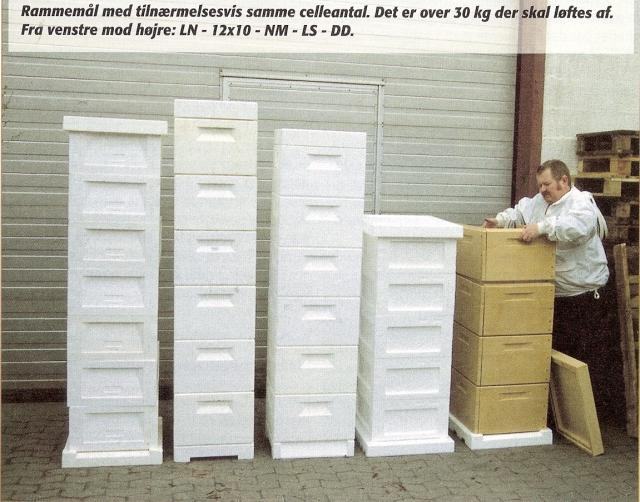 Rammemål med tilnærmelsesvis samme celleantal. Det er over 30 kg der skal løftes af.
Fra venstre mod højre: LN - 12x10 - NM - LS - DD.